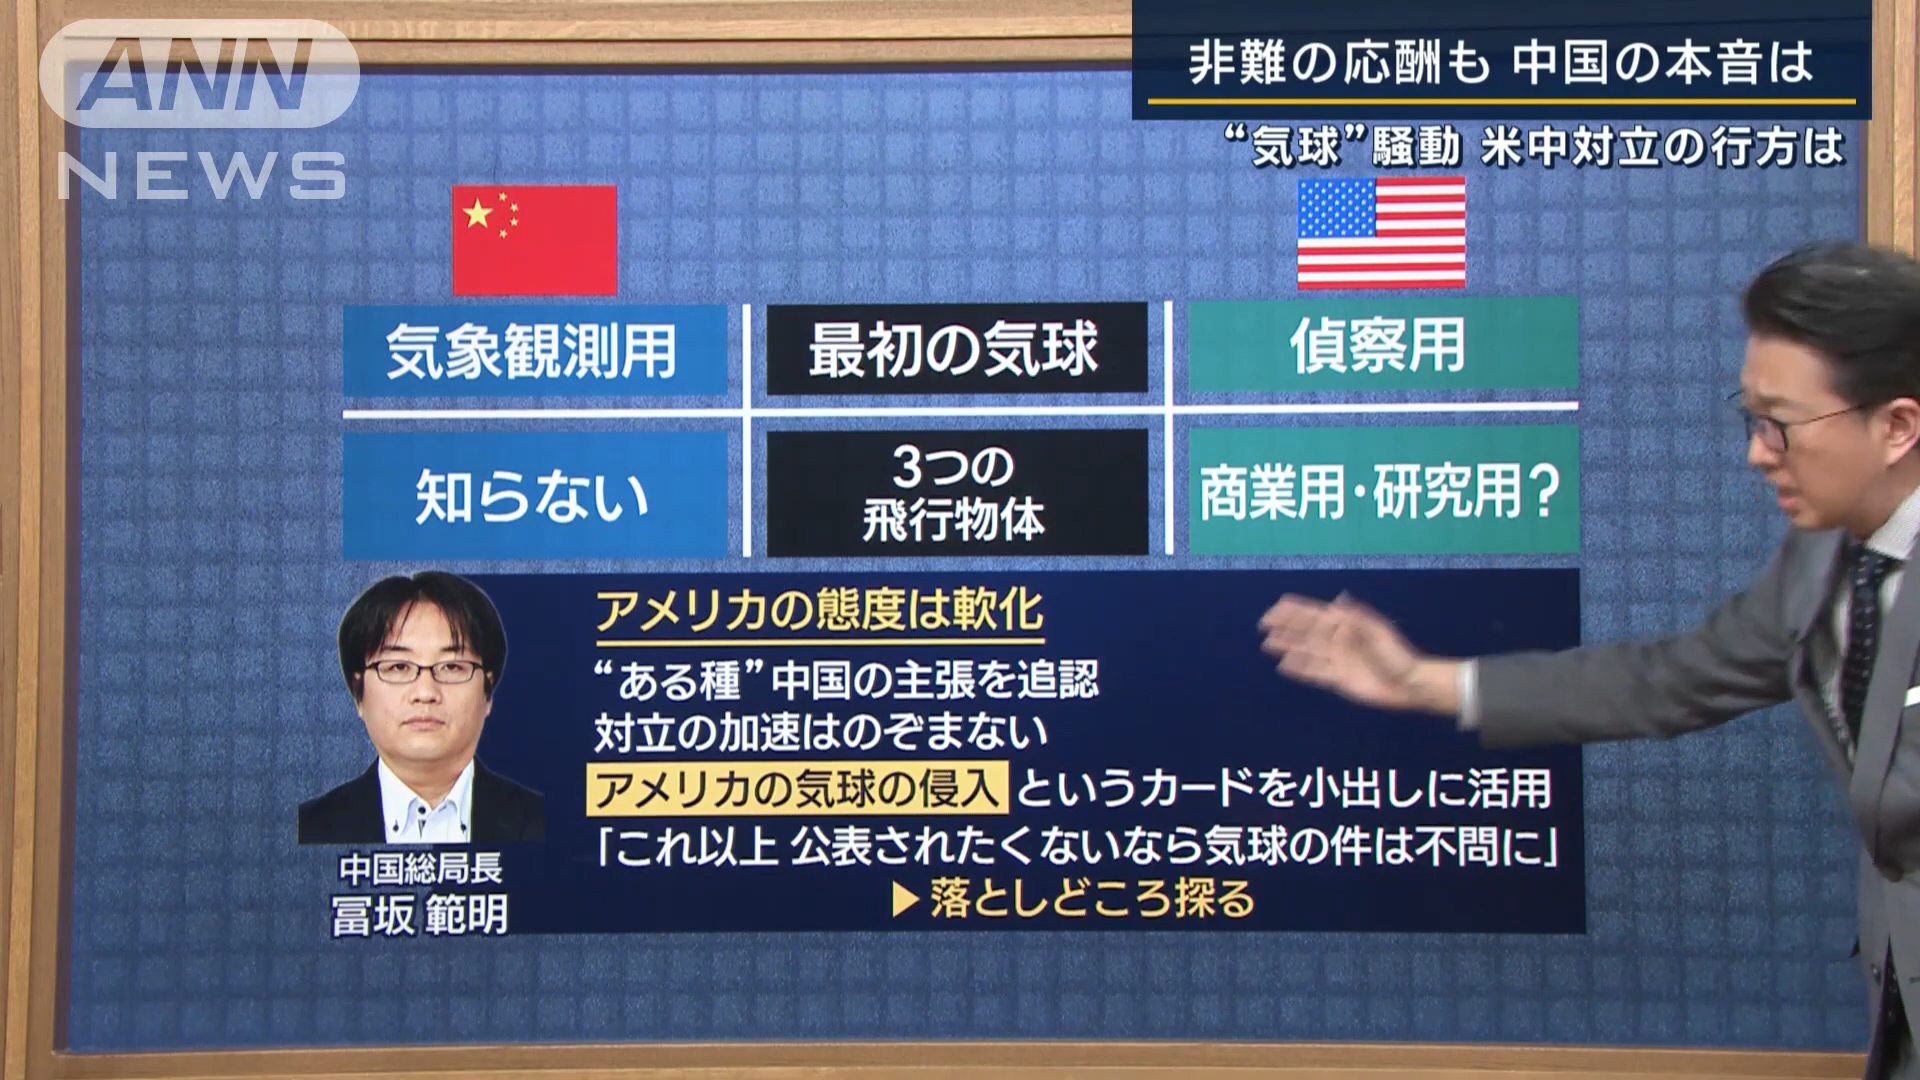 ANN
NEWS
非難の応酬も 中国の本音は
“気球”騒動 米中対立の行方は
気象観測用
最初の気球
偵察用
知らない
3つの
飛行物体
商業用・研究用?
アメリカの態度は軟化
“ある種”中国の主張を追認
対立の加速はのぞまない
アメリカの気球の侵入 というカードを小出しに活用
「これ以上 公表されたくないなら気球の件は不問に」
▶落としどころ探る
中国総局長
冨坂 範明